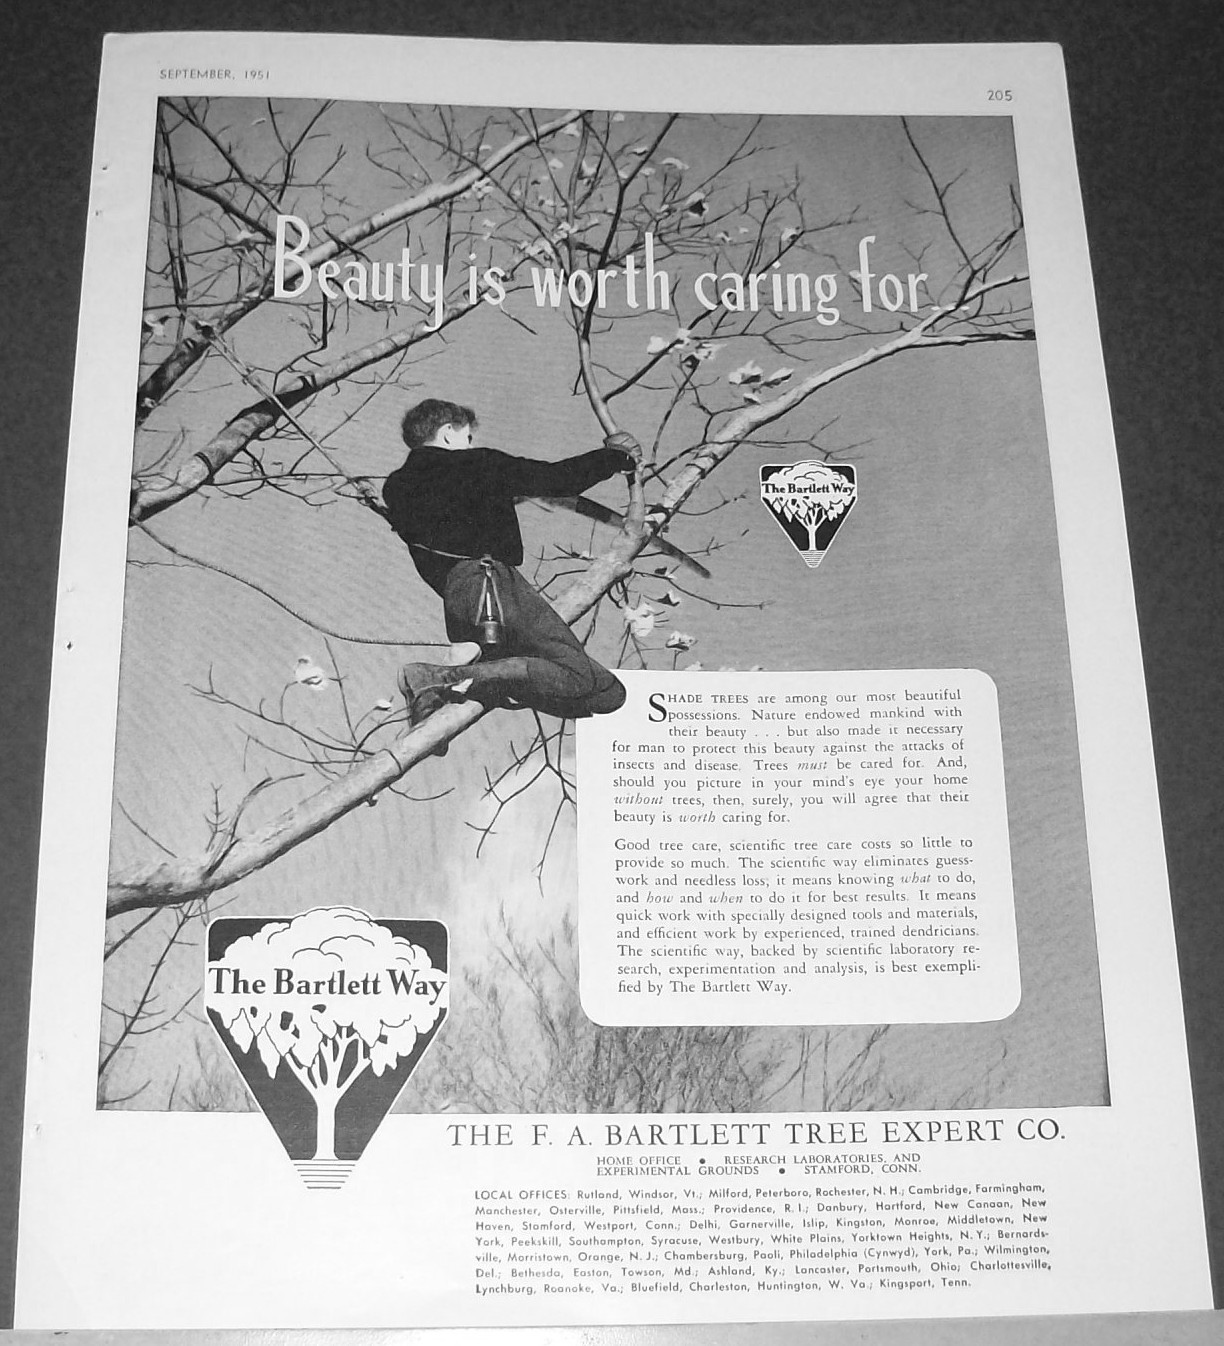 SEPTEMBER, 1951
205
Beauty is worth caring for...
The Bartlett Way
SHADE TREES are among our most beautiful
possessions. Nature endowed mankind with
their beauty . . . but also made it necessary
for man to protect this beauty against the attacks of
insects and disease. Trees must be cared for. And,
should you picture in your mind's eye your home
without trees, then, surely, you will agree that their
beauty is worth caring for.
Good tree care, scientific tree care costs so little to
provide so much. The scientific way eliminates guess-
work and needless loss; it means knowing what to do,
and how and when to do it for best results. It means
quick work with specially designed tools and materials,
and efficient work by experienced, trained dendricians.
The scientific way, backed by scientific laboratory re-
search, experimentation and analysis, is best exempli-
fied by The Bartlett Way.
The Bartlett Way
THE F. A. BARTLETT TREE EXPERT CO.
HOME OFFICE • RESEARCH LABORATORIES, AND
EXPERIMENTAL GROUNDS • STAMFORD, CONN.
LOCAL OFFICES: Rutland, Windsor, Vt.; Milford, Peterboro, Rochester, N. H.; Cambridge, Farmingham,
Manchester, Osterville, Pittsfield, Mass.; Providence, R. I.; Danbury, Hartford, New Canaan, New
Haven, Stamford, Westport, Conn.; Delhi, Garnerville, Islip, Kingston, Monroe, Middletown, New
York, Peekskill, Southampton, Syracuse, Westbury, White Plains, Yorktown Heights, N. Y.; Bernards-
ville, Morristown, Orange, N. J.; Chambersburg, Paoli, Philadelphia (Cynwyd), York, Pa.; Wilmington,
Del.; Bethesda, Easton, Towson, Md.; Ashland, Ky.; Lancaster, Portsmouth, Ohio; Charlottesville,
Lynchburg, Roanoke, Va.; Bluefield, Charleston, Huntington, W. Va.; Kingsport, Tenn.